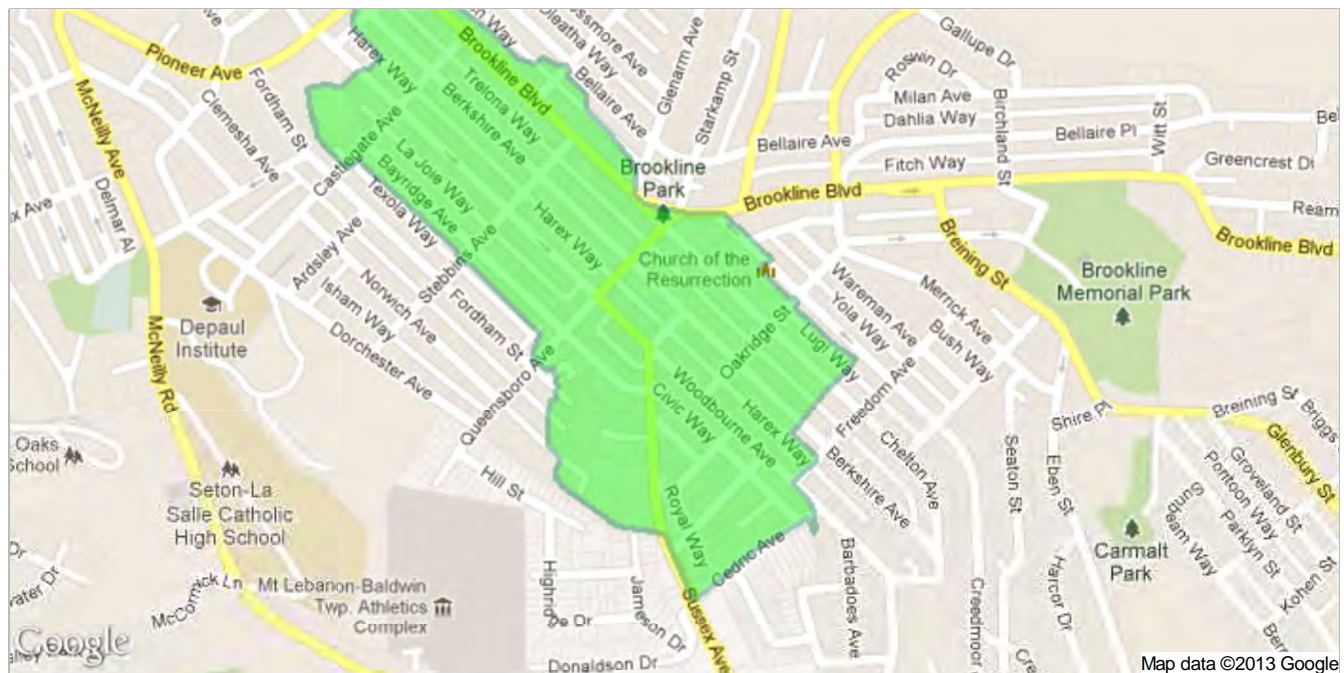 Pioneer Ave
McNeilly Ave
Fordham St
Clemesha Ave
Harex Way
Brookline Blvd
Trelona Way
Berkshire Ave
Castlegate Ave
La Joie Way
Bayridge Ave
Texola Way
Oleatha Way
Bellaire Ave
Glenarm Ave
Starkamp St
Brookline
Park
Bellaire Ave
Gallupe Dr
Roswin Dr
Milan Ave
Dahlia Way
Birchland St
Bellaire Pl
Witt St
Fitch Way
Greencrest Dr
Brookline Blvd
Brookline Blvd
Delmar Al
Ardsley Ave
Isham Way
Norwich Ave
Stebbins Ave
Fordham St
Harex Way
Church of the
Resurrection
Breining St
Brookline
Memorial Park
Merrick Ave
Wareman Ave
Yola Way
Bush Way
Lugi Way
Oakridge St
Depaul
Institute
Dorchester Ave
McNeilly Rd
Queensboro Ave
Woodbourne Ave
Civic Way
Harex Way
Freedom Ave
Chelton Ave
Berkshire Ave
Shire Pl
Breining St
Glenbury St
Seaton St
Eben St
Oaks
School
Seton-La
Salle Catholic
High School
Hill St
Royal Way
Cedric Ave
Barbadoes Ave
Creedmoor
Harcor Dr
Carmalt
Park
Groveland St
Pontoon Way
Parklyn St
Kohen St
Mt Lebanon-Baldwin
Twp. Athletics
Complex
Jameson Dr
Donaldson Dr
Sussex Ave
Google
Map data ©2013 Google